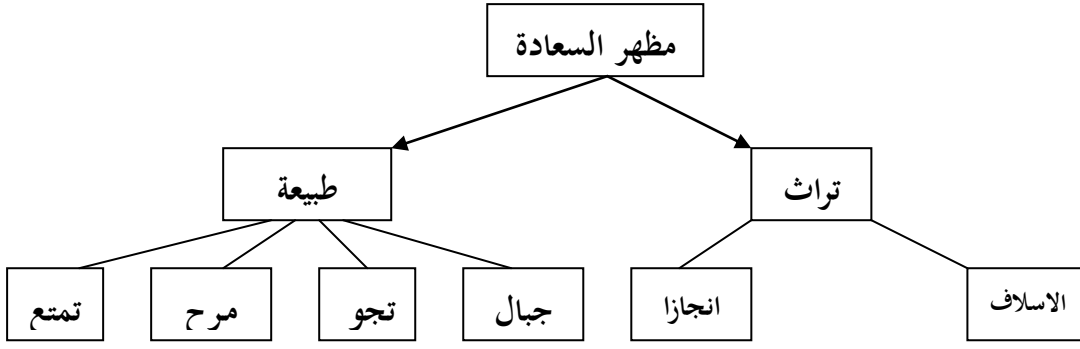 مظهر السعادة
تراث
طبيعة
الاسلاف
انجازا
جبال
تجو
مرح
تمتع